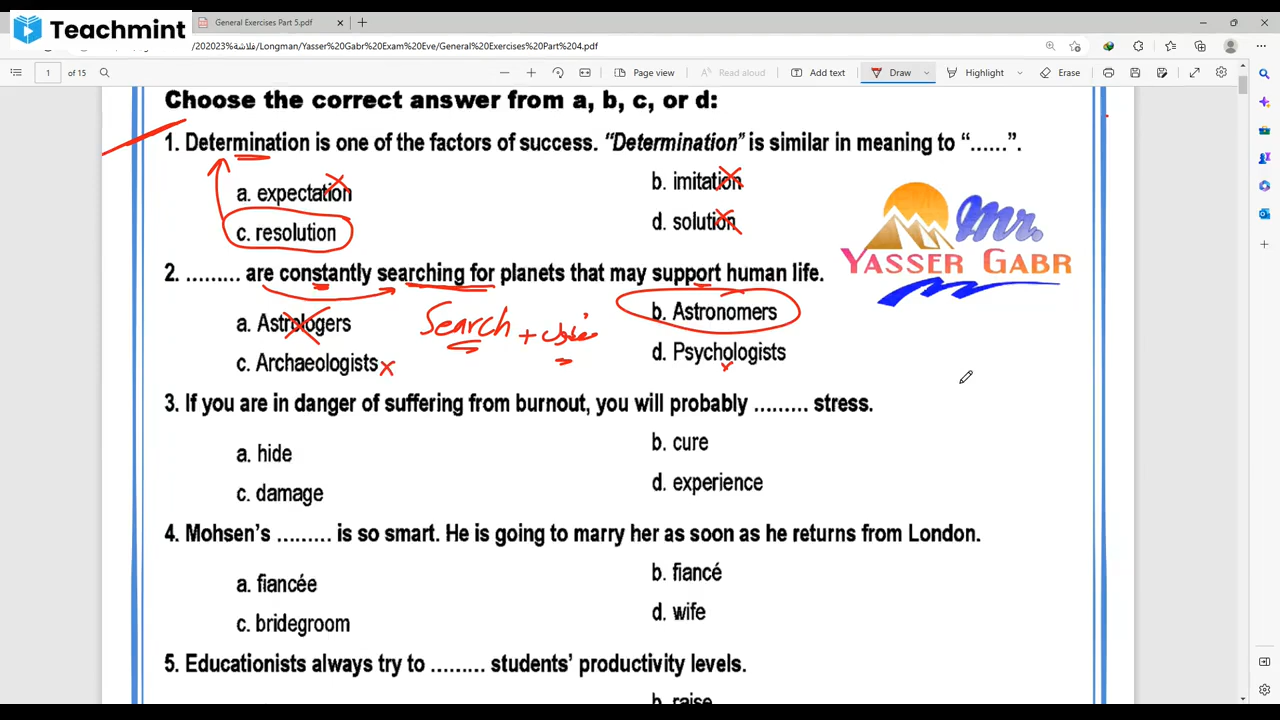 Teachmint
General Exercises Part 5.pdf
/202023%فلاشة/Longman/Yasser%20Gabr%20Exam%20Eve/General%20Exercises%20Part%204.pdf
1 of 15
Page view
Read aloud
Add text
Draw
Highlight
Erase
Choose the correct answer from a, b, c, or d:
1. Determination is one of the factors of success. “Determination” is similar in meaning to “......”.
a. expectation
b. imitation
c. resolution
d. solution
Mr.
YASSER GABR
2. ......... are constantly searching for planets that may support human life.
a. Astrologers
b. Astronomers
Search +
c. Archaeologists
d. Psychologists
3. If you are in danger of suffering from burnout, you will probably ......... stress.
a. hide
b. cure
c. damage
d. experience
4. Mohsen’s ......... is so smart. He is going to marry her as soon as he returns from London.
a. fiancée
b. fiancé
c. bridegroom
d. wife
5. Educationists always try to ......... students’ productivity levels.
b. raise